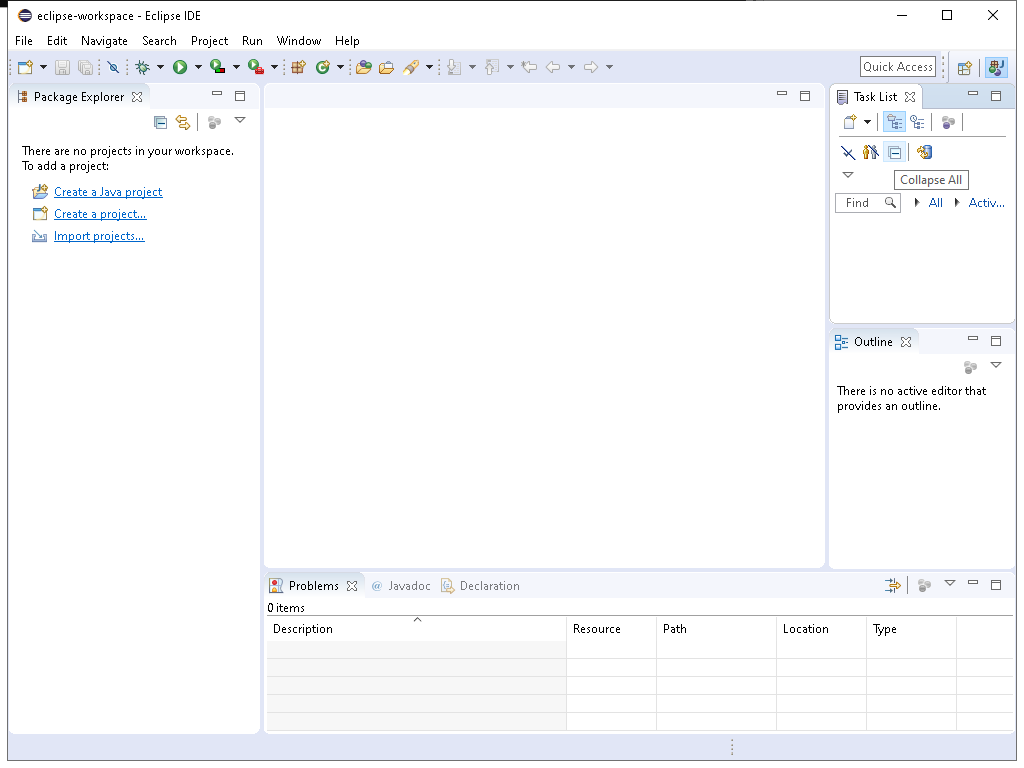 eclipse-workspace - Eclipse IDE
File Edit Navigate Search Project Run Window Help
Quick Access
Package Explorer
There are no projects in your workspace.
To add a project:
Create a Java project
Create a project...
Import projects...
Task List
Collapse All
Find All Activ...
Outline
There is no active editor that
provides an outline.
Problems @ Javadoc Declaration
0 items
Description Resource Path Location Type